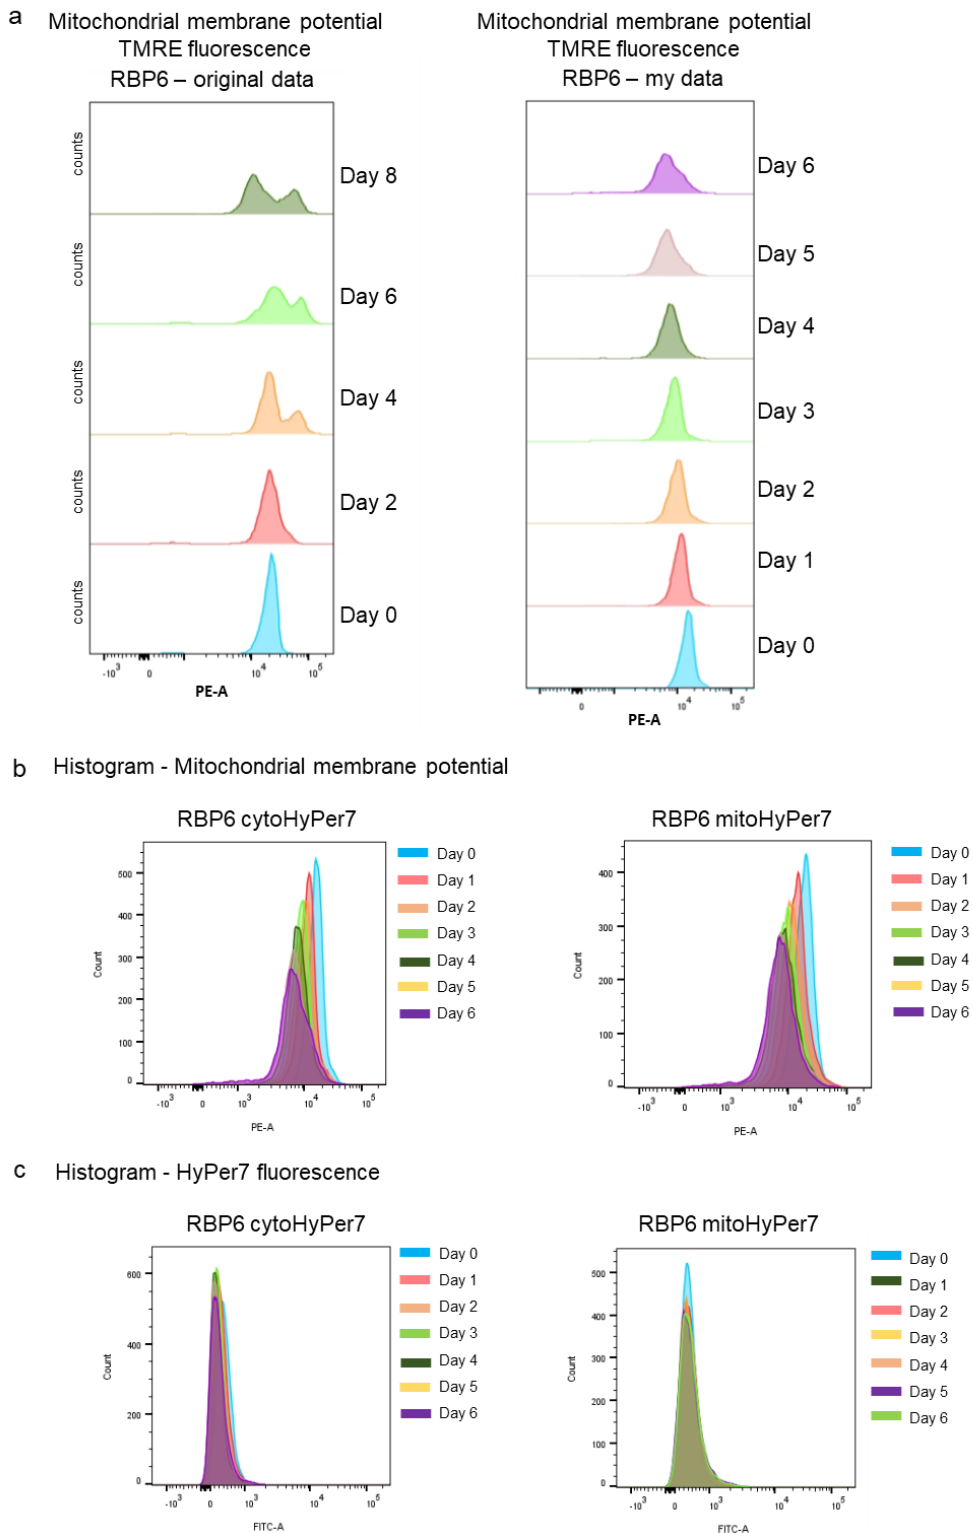 a
Mitochondrial membrane potential
TMRE fluorescence
RBP6 – original data
counts
Day 8
counts
Day 6
counts
Day 4
counts
Day 2
counts
Day 0
-10³ 0 10⁴ 10⁵
PE-A
Mitochondrial membrane potential
TMRE fluorescence
RBP6 – my data
Day 6
Day 5
Day 4
Day 3
Day 2
Day 1
Day 0
0 10⁴ 10⁵
PE-A
b Histogram - Mitochondrial membrane potential
RBP6 cytoHyPer7
500
400
300
200
100
0
Count
-10³ 0 10³ 10⁴ 10⁵
PE-A
Day 0
Day 1
Day 2
Day 3
Day 4
Day 5
Day 6
RBP6 mitoHyPer7
400
300
200
100
0
Count
-10³ 0 10³ 10⁴ 10⁵
PE-A
Day 0
Day 1
Day 2
Day 3
Day 4
Day 5
Day 6
c Histogram - HyPer7 fluorescence
RBP6 cytoHyPer7
600
400
200
0
Count
-10³ 0 10³ 10⁴ 10⁵
FITC-A
Day 0
Day 1
Day 2
Day 3
Day 4
Day 5
Day 6
RBP6 mitoHyPer7
500
400
300
200
100
0
Count
-10³ 0 10³ 10⁴ 10⁵
FITC-A
Day 0
Day 1
Day 2
Day 3
Day 4
Day 5
Day 6